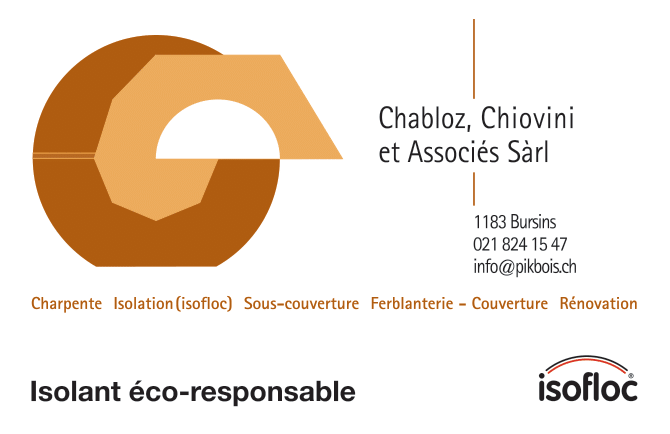 Chabloz, Chiovini
et Associés Sàrl
1183 Bursins
021 824 15 47
info@pikbois.ch
Charpente Isolation (isofloc) Sous-couverture Ferblanterie - Couverture Rénovation
Isolant éco-responsable
isofloc®